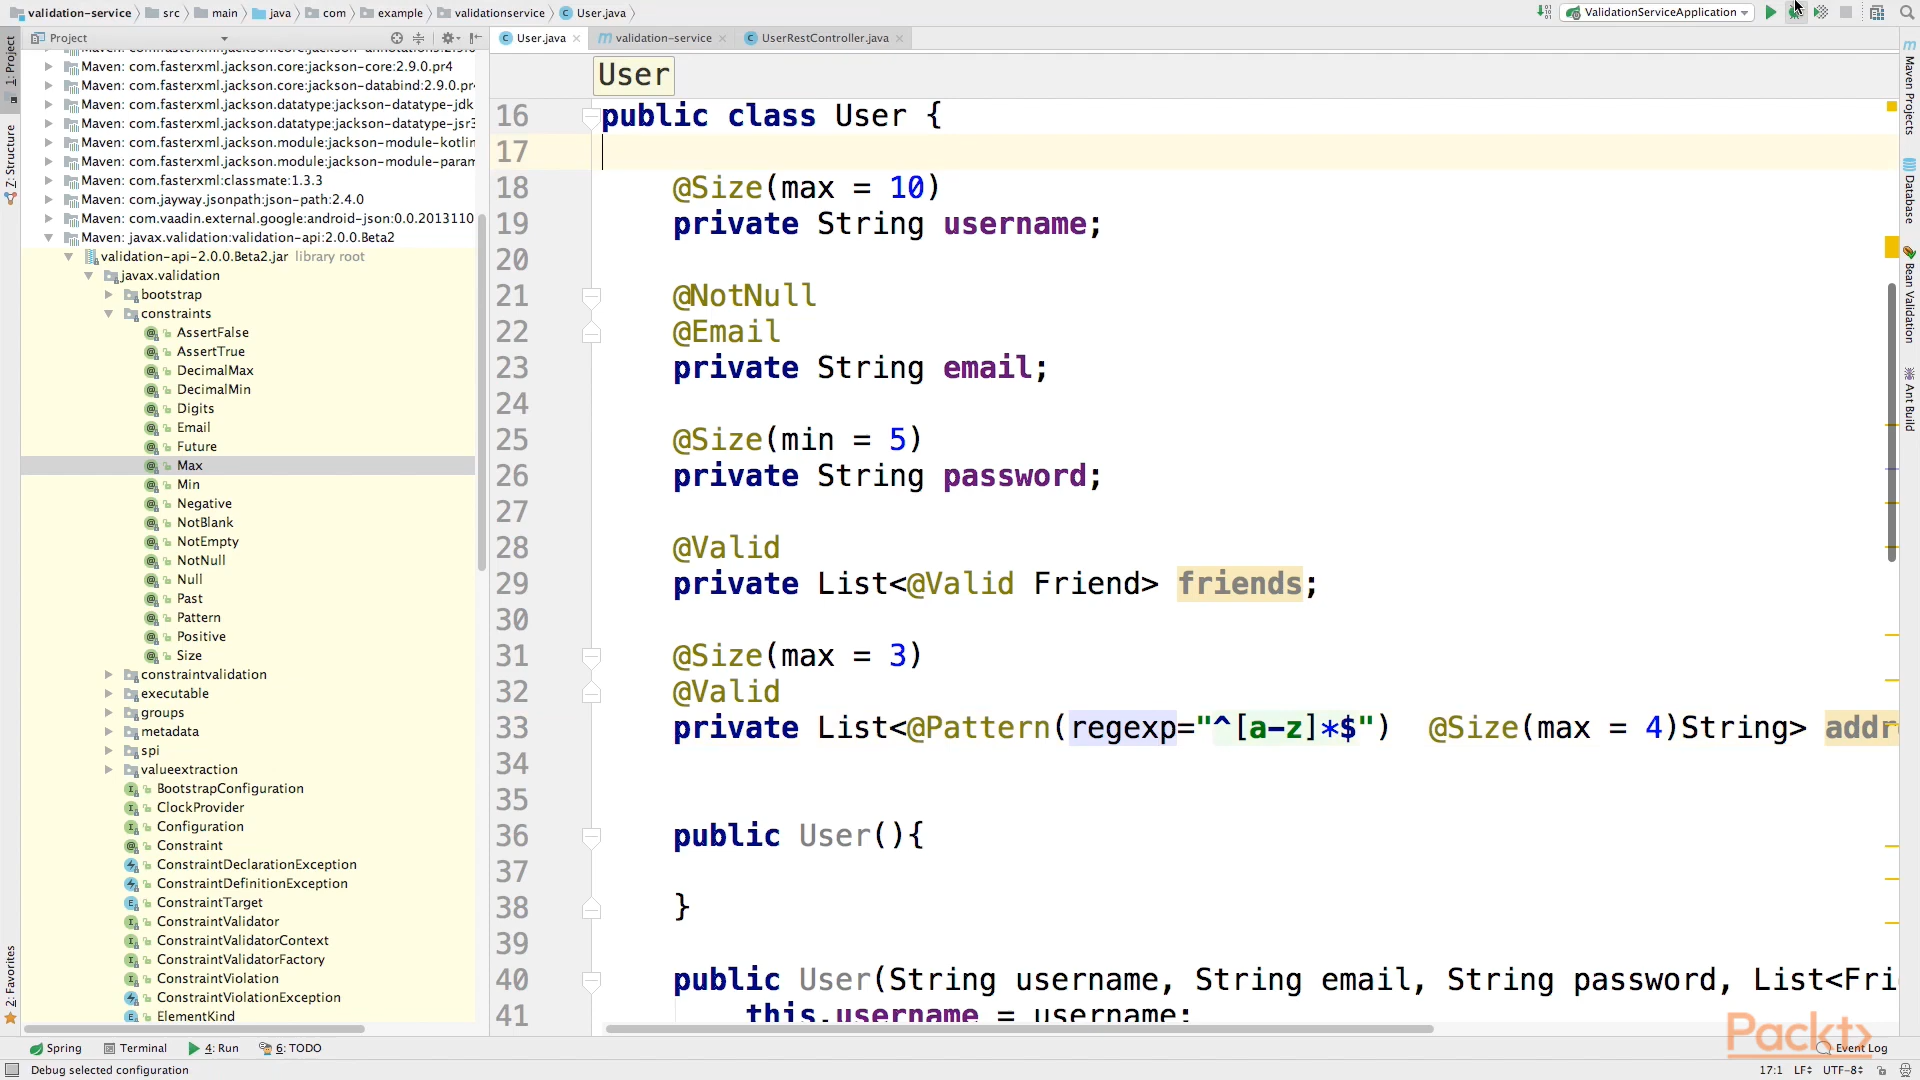 validation-service src main java com example validationservice User.java
ValidationServiceApplication
Project
User.java validation-service UserRestController.java
1: Project
Z: Structure
2: Favorites
Maven Projects
Database
Bean Validation
Ant Build
Maven: com.fasterxml.jackson.core:jackson-core:2.9.0.pr4
Maven: com.fasterxml.jackson.core:jackson-databind:2.9.0.pr
Maven: com.fasterxml.jackson.datatype:jackson-datatype-jdk
Maven: com.fasterxml.jackson.datatype:jackson-datatype-jsr3
Maven: com.fasterxml.jackson.module:jackson-module-kotlin
Maven: com.fasterxml.jackson.module:jackson-module-param
Maven: com.fasterxml:classmate:1.3.3
Maven: com.jayway.jsonpath:json-path:2.4.0
Maven: com.vaadin.external.google:android-json:0.0.2013110
Maven: javax.validation:validation-api:2.0.0.Beta2
validation-api-2.0.0.Beta2.jar library root
javax.validation
bootstrap
constraints
AssertFalse
AssertTrue
DecimalMax
DecimalMin
Digits
Email
Future
Max
Min
Negative
NotBlank
NotEmpty
NotNull
Null
Past
Pattern
Positive
Size
constraintvalidation
executable
groups
metadata
spi
valueextraction
BootstrapConfiguration
ClockProvider
Configuration
Constraint
ConstraintDeclarationException
ConstraintDefinitionException
ConstraintTarget
ConstraintValidator
ConstraintValidatorContext
ConstraintValidatorFactory
ConstraintViolation
ConstraintViolationException
ElementKind
User
16 public class User {
17
18 @Size(max = 10)
19 private String username;
20
21 @NotNull
22 @Email
23 private String email;
24
25 @Size(min = 5)
26 private String password;
27
28 @Valid
29 private List<@Valid Friend> friends;
30
31 @Size(max = 3)
32 @Valid
33 private List<@Pattern(regexp="^[a-z]*$") @Size(max = 4)String> addr
34
35
36 public User(){
37
38 }
39
40 public User(String username, String email, String password, List<Fri
41 this.username = username;
Packt>
Spring Terminal 4: Run 6: TODO Event Log
Debug selected configuration 17:1 LF UTF-8